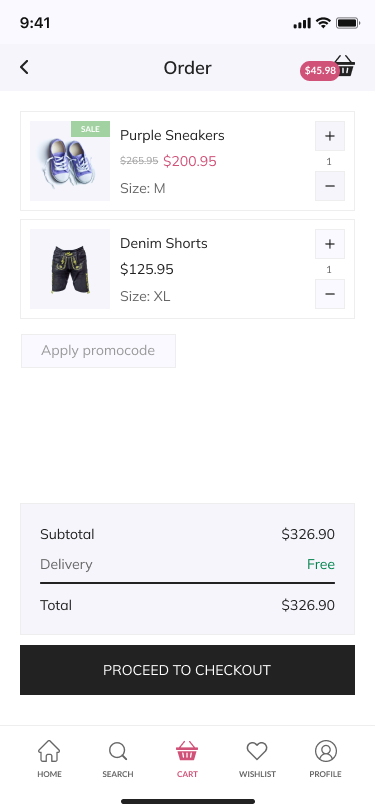 9:41
Order
$45.98
SALE
Purple Sneakers
$265.95 $200.95
Size: M
+
1
−
Denim Shorts
$125.95
Size: XL
+
1
−
Apply promocode
Subtotal $326.90
Delivery Free
Total $326.90
PROCEED TO CHECKOUT
HOME SEARCH CART WISHLIST PROFILE